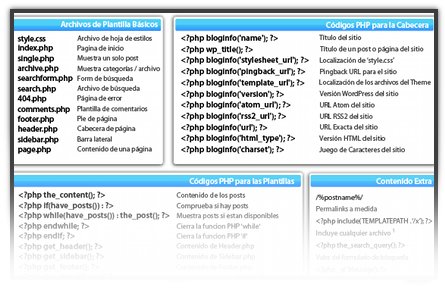 Archivos de Plantilla Básicos
style.css Archivo de hoja de estilos
index.php Pagina de inicio
single.php Muestra un solo post
archive.php Muestra categorías / archivo
searchform.php Form de búsqueda
search.php Archivo de búsqueda
404.php Página de error
comments.php Plantilla de comentarios
footer.php Pie de página
header.php Cabecera de página
sidebar.php Barra lateral
page.php Contenido de una página
Códigos PHP para la Cabecera
<?php bloginfo('name'); ?> Título del sitio
<?php wp_title(); ?> Título de un post o página del sitio
<?php bloginfo('stylesheet_url'); ?> Localización de 'style.css'
<?php bloginfo('pingback_url'); ?> Pingback URL para el sitio
<?php bloginfo('template_url'); ?> Localización de los archivos del Theme
<?php bloginfo('version'); ?> Versión WordPress del sitio
<?php bloginfo('atom_url'); ?> URL Atom del sitio
<?php bloginfo('rss2_url'); ?> URL RSS2 del sitio
<?php bloginfo('url'); ?> URL Exacta del sitio
<?php bloginfo('html_type'); ?> Versión HTML del sitio
<?php bloginfo('charset'); ?> Juego de Caracteres del sitio
Códigos PHP para las Plantillas
<?php the_content(); ?> Contenido de los posts
<?php if(have_posts()) : ?> Comprueba si hay posts
<?php while(have_posts()) : the_post(); ?> Muestra posts si estan disponibles
<?php endwhile; ?> Cierra la funcion PHP 'while'
<?php endif; ?> Cierra la funcion PHP 'if'
<?php get_header(); ?> Contenido de Header.php
<?php get_sidebar(); ?> Contenido de Sidebar.php
<?php get_footer(); ?>
Contenido Extra
/%postname%/
Permalinks a medida
<?php include(TEMPLATEPATH . '/x'); ?>
Incluye cualquier archivo
<?php the_search_query(); ?>